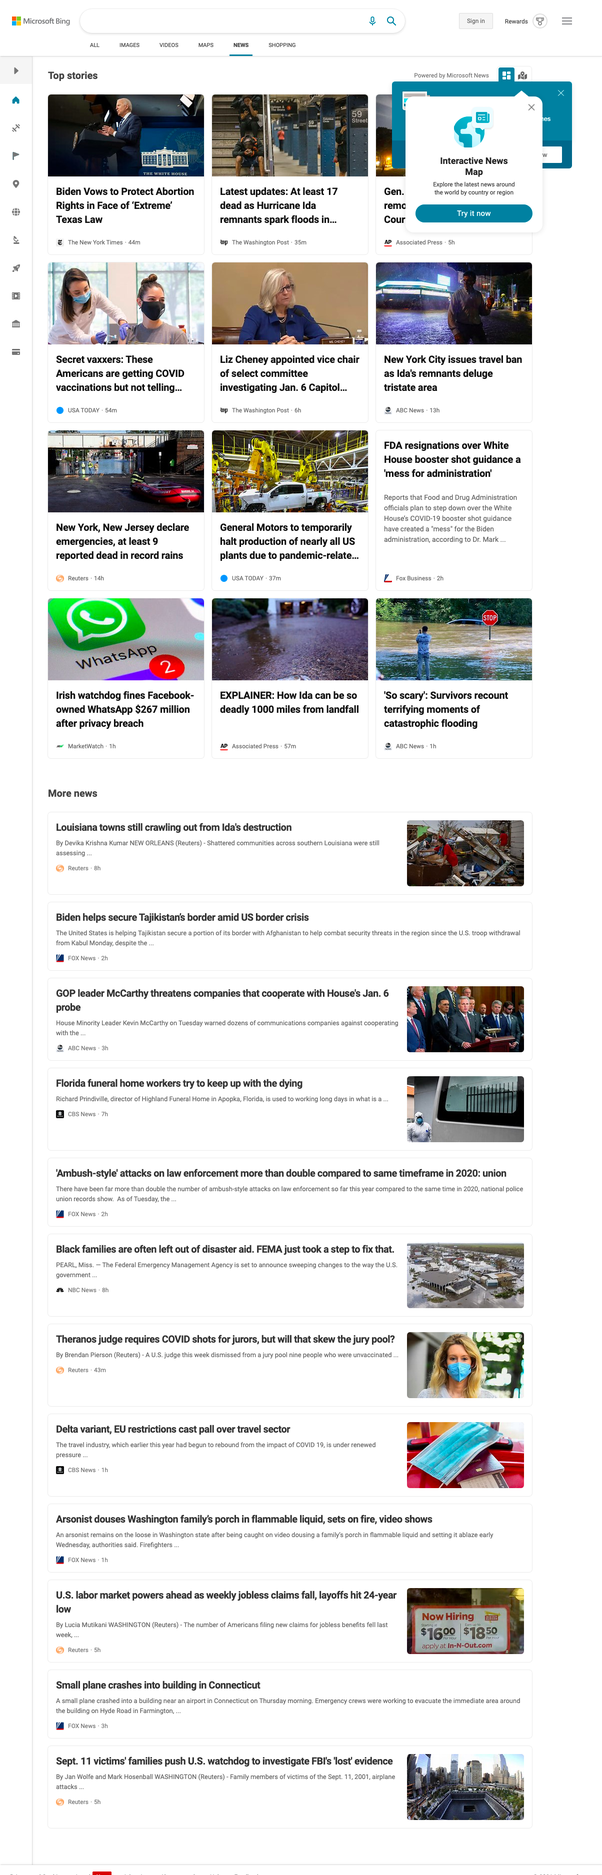 Microsoft Bing
Sign in
Rewards
ALL
IMAGES
VIDEOS
MAPS
NEWS
SHOPPING
Top stories
Powered by Microsoft News
Interactive News
Map
Explore the latest news around
the world by country or region
Try it now
59
Street
Biden Vows to Protect Abortion
Rights in Face of ‘Extreme’
Texas Law
The New York Times · 44m
Latest updates: At least 17
dead as Hurricane Ida
remnants spark floods in...
The Washington Post · 35m
Gen.
Cour
AP Associated Press · 5h
Secret vaxxers: These
Americans are getting COVID
vaccinations but not telling...
USA TODAY · 54m
Liz Cheney appointed vice chair
of select committee
investigating Jan. 6 Capitol...
The Washington Post · 6h
New York City issues travel ban
as Ida's remnants deluge
tristate area
ABC News · 13h
New York, New Jersey declare
emergencies, at least 9
reported dead in record rains
Reuters · 14h
General Motors to temporarily
halt production of nearly all US
plants due to pandemic-relate...
USA TODAY · 37m
FDA resignations over White
House booster shot guidance a
'mess for administration'
Reports that Food and Drug Administration
officials plan to step down over the White
House's COVID-19 booster shot guidance
have created a "mess" for the Biden
administration, according to Dr. Mark ...
Fox Business · 2h
WhatsApp
2
STOP
Irish watchdog fines Facebook-
owned WhatsApp $267 million
after privacy breach
MarketWatch · 1h
EXPLAINER: How Ida can be so
deadly 1000 miles from landfall
AP Associated Press · 57m
'So scary': Survivors recount
terrifying moments of
catastrophic flooding
ABC News · 1h
More news
Louisiana towns still crawling out from Ida's destruction
By Devika Krishna Kumar NEW ORLEANS (Reuters) - Shattered communities across southern Louisiana were still
assessing ...
Reuters · 8h
Biden helps secure Tajikistan's border amid US border crisis
The United States is helping Tajikistan secure a portion of its border with Afghanistan to help combat security threats in the region since the U.S. troop withdrawal
from Kabul Monday, despite the ...
FOX News · 2h
GOP leader McCarthy threatens companies that cooperate with House's Jan. 6
probe
House Minority Leader Kevin McCarthy on Tuesday warned dozens of communications companies against cooperating
with the ...
ABC News · 3h
Florida funeral home workers try to keep up with the dying
Richard Prindiville, director of Highland Funeral Home in Apopka, Florida, is used to working long days in what is a ...
CBS News · 7h
'Ambush-style' attacks on law enforcement more than double compared to same timeframe in 2020: union
There have been far more than double the number of ambush-style attacks on law enforcement so far this year compared to the same time in 2020, national police
union records show. As of Tuesday, the ...
FOX News · 2h
Black families are often left out of disaster aid. FEMA just took a step to fix that.
PEARL, Miss. — The Federal Emergency Management Agency is set to announce sweeping changes to the way the U.S.
government ...
NBC News · 8h
Theranos judge requires COVID shots for jurors, but will that skew the jury pool?
By Brendan Pierson (Reuters) - A U.S. judge this week dismissed from a jury pool nine people who were unvaccinated ...
Reuters · 43m
Delta variant, EU restrictions cast pall over travel sector
The travel industry, which earlier this year had begun to rebound from the impact of COVID 19, is under renewed
pressure ...
CBS News · 1h
Arsonist douses Washington family's porch in flammable liquid, sets on fire, video shows
An arsonist remains on the loose in Washington state after being caught on video dousing a family's porch in flammable liquid and setting it ablaze early
Wednesday, authorities said. Firefighters ...
FOX News · 1h
U.S. labor market powers ahead as weekly jobless claims fall, layoffs hit 24-year
low
By Lucia Mutikani WASHINGTON (Reuters) - The number of Americans filing new claims for jobless benefits fell last
week, ...
Reuters · 5h
Now Hiring
$16.00
$18.50
apply at In-N-Out.com
Small plane crashes into building in Connecticut
A small plane crashed into a building near an airport in Connecticut on Thursday morning. Emergency crews were working to evacuate the immediate area around
the building on Hyde Road in Farmington, ...
FOX News · 3h
Sept. 11 victims' families push U.S. watchdog to investigate FBI's 'lost' evidence
By Jan Wolfe and Mark Hosenball WASHINGTON (Reuters) - Family members of victims of the Sept. 11, 2001, airplane
attacks ...
Reuters · 5h